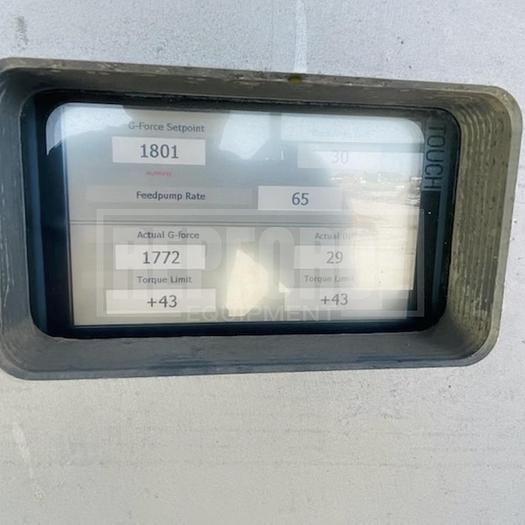 G-Force Setpoint
1801
30
Feedpump Rate
65
Actual G-force
Actual
1772
29
Torque Limit
Torque Limit
+43
+43
TOUCH
EQUIPMENT